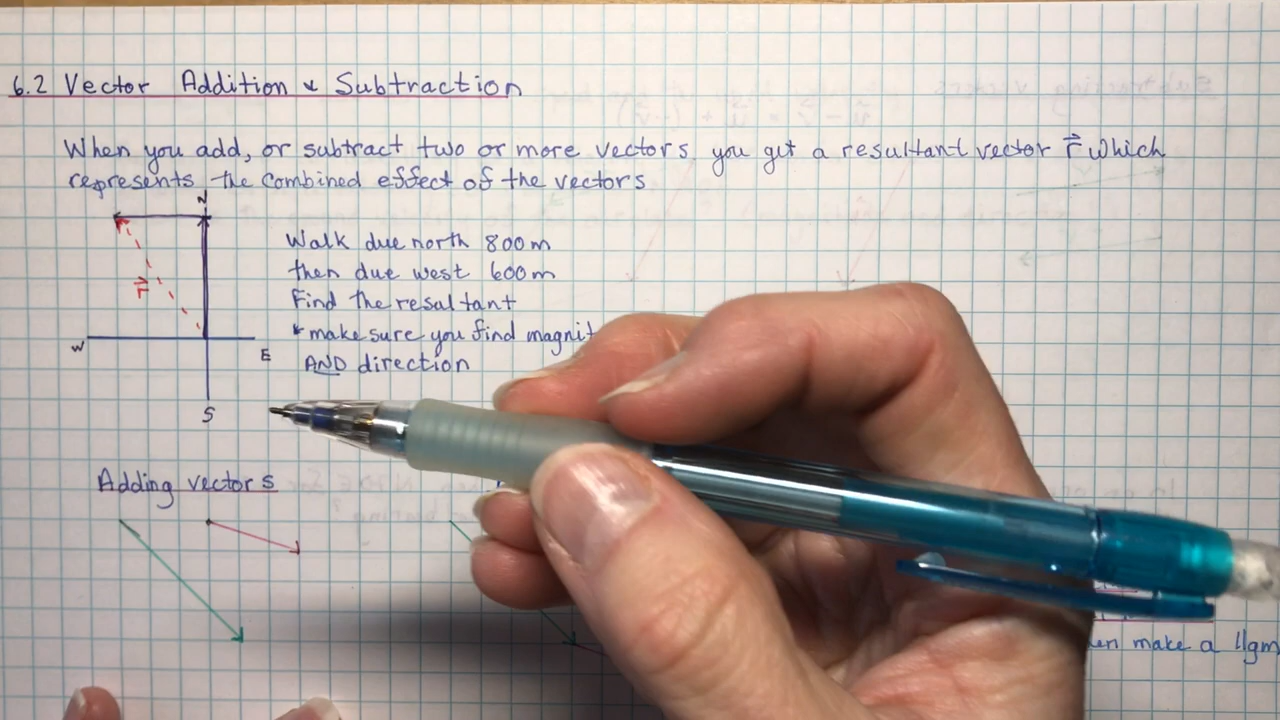 6.2 Vector Addition & Subtraction
When you add, or subtract two or more vectors you get a resultant vector r⃗ which
represents the combined effect of the vectors
N
Walk due north 800m
then due west 600m
r⃗
Find the resultant
W
E
* make sure you find magnit
AND direction
S
Adding vectors
make a ||gm